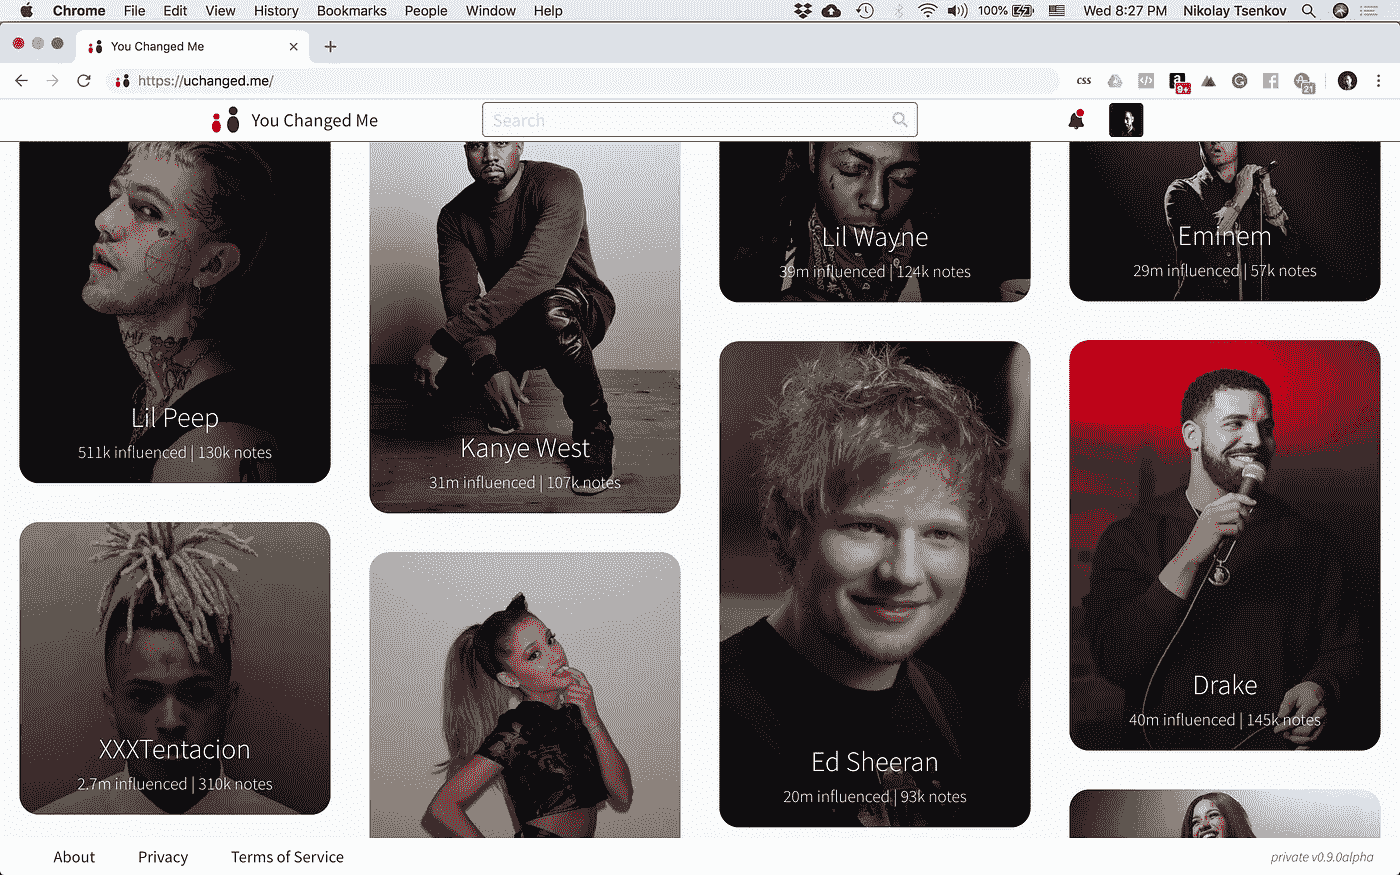 Chrome File Edit View History Bookmarks People Window Help 100% Wed 8:27 PM Nikolay Tsenkov
You Changed Me
https://uchanged.me/
css 9+ 21
You Changed Me
Search
Lil Peep
511k influenced | 130k notes
XXXTentacion
2.7m influenced | 310k notes
Kanye West
31m influenced | 107k notes
Lil Wayne
39m influenced | 124k notes
Ed Sheeran
20m influenced | 93k notes
Eminem
29m influenced | 57k notes
Drake
40m influenced | 145k notes
About Privacy Terms of Service
private v0.9.0alpha